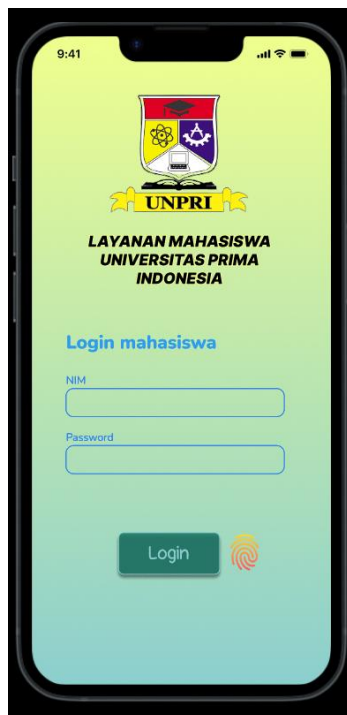 9:41
UNPRI
LAYANAN MAHASISWA
UNIVERSITAS PRIMA
INDONESIA
Login mahasiswa
NIM
Password
Login